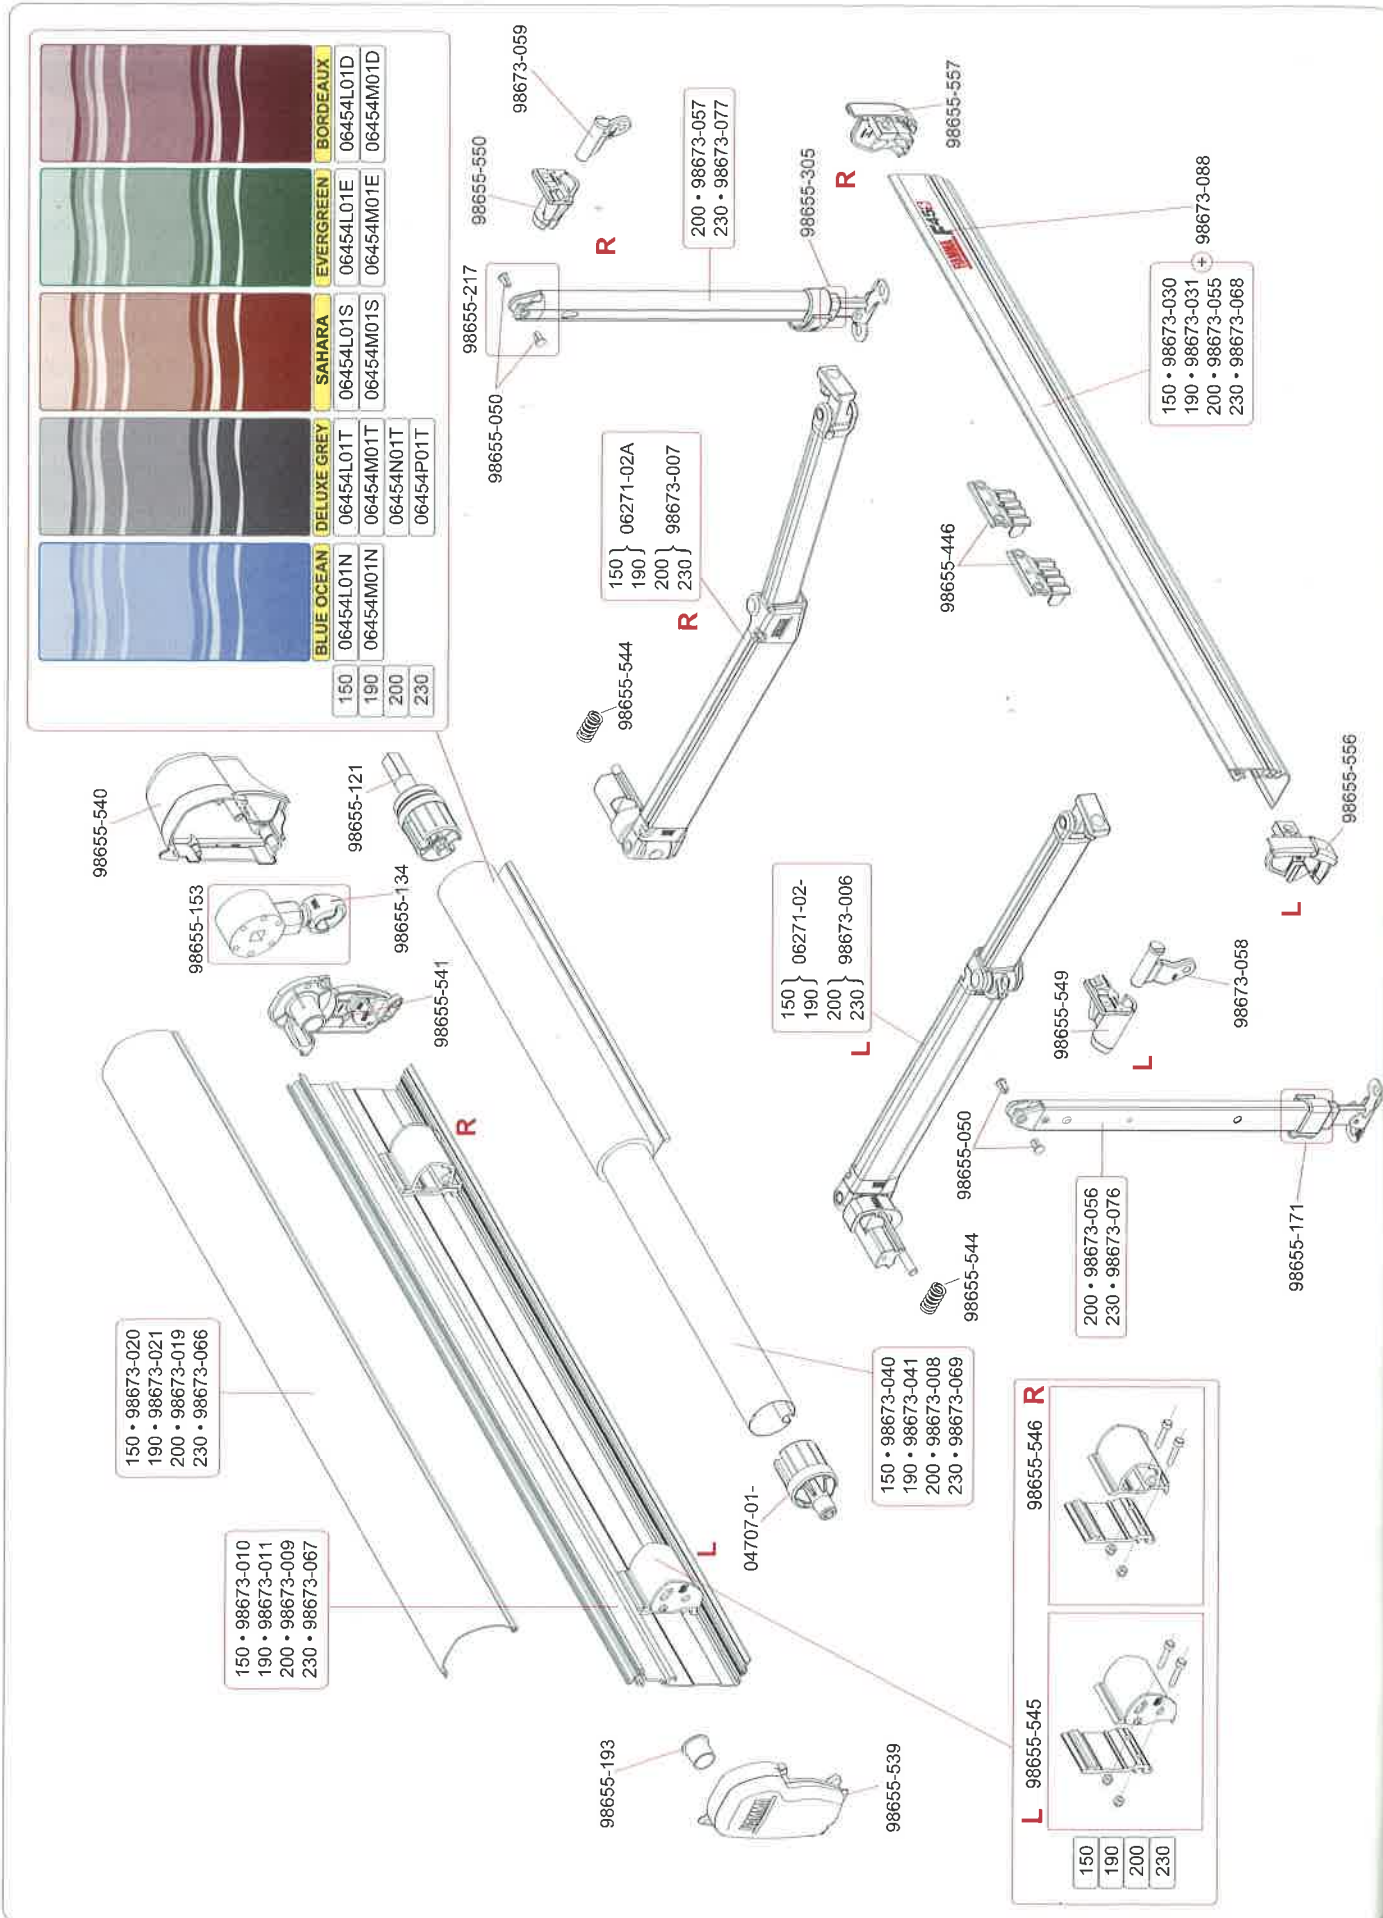 98655-540
98655-153
98655-134
98655-121
98655-541
150
190
200
230
BLUE OCEAN
06454L01N
06454M01N
DELUXE GREY
06454L01T
06454M01T
06454N01T
06454P01T
SAHARA
06454L01S
06454M01S
EVERGREEN
06454L01E
06454M01E
BORDEAUX
06454L01D
06454M01D
150 • 98673-020
190 • 98673-021
200 • 98673-019
230 • 98673-066
150 • 98673-010
190 • 98673-011
200 • 98673-009
230 • 98673-067
R
L
98655-193
98655-539
04707-01-
150 • 98673-040
190 • 98673-041
200 • 98673-008
230 • 98673-069
98655-544
150 } 06271-02A
190 }
200 } 98673-007
230 }
R
98655-217
98655-050
98655-550
98673-059
R
200 • 98673-057
230 • 98673-077
98655-305
R
98655-557
FIAMMA F45S
98673-088
150 • 98673-030
190 • 98673-031 +
200 • 98673-055
230 • 98673-068
98655-446
98655-556
L
150 } 06271-02-
190 }
200 } 98673-006
230 }
L
98655-544
98655-050
98655-549
98673-058
L
200 • 98673-056
230 • 98673-076
98655-171
L 98655-545
98655-546 R
150
190
200
230